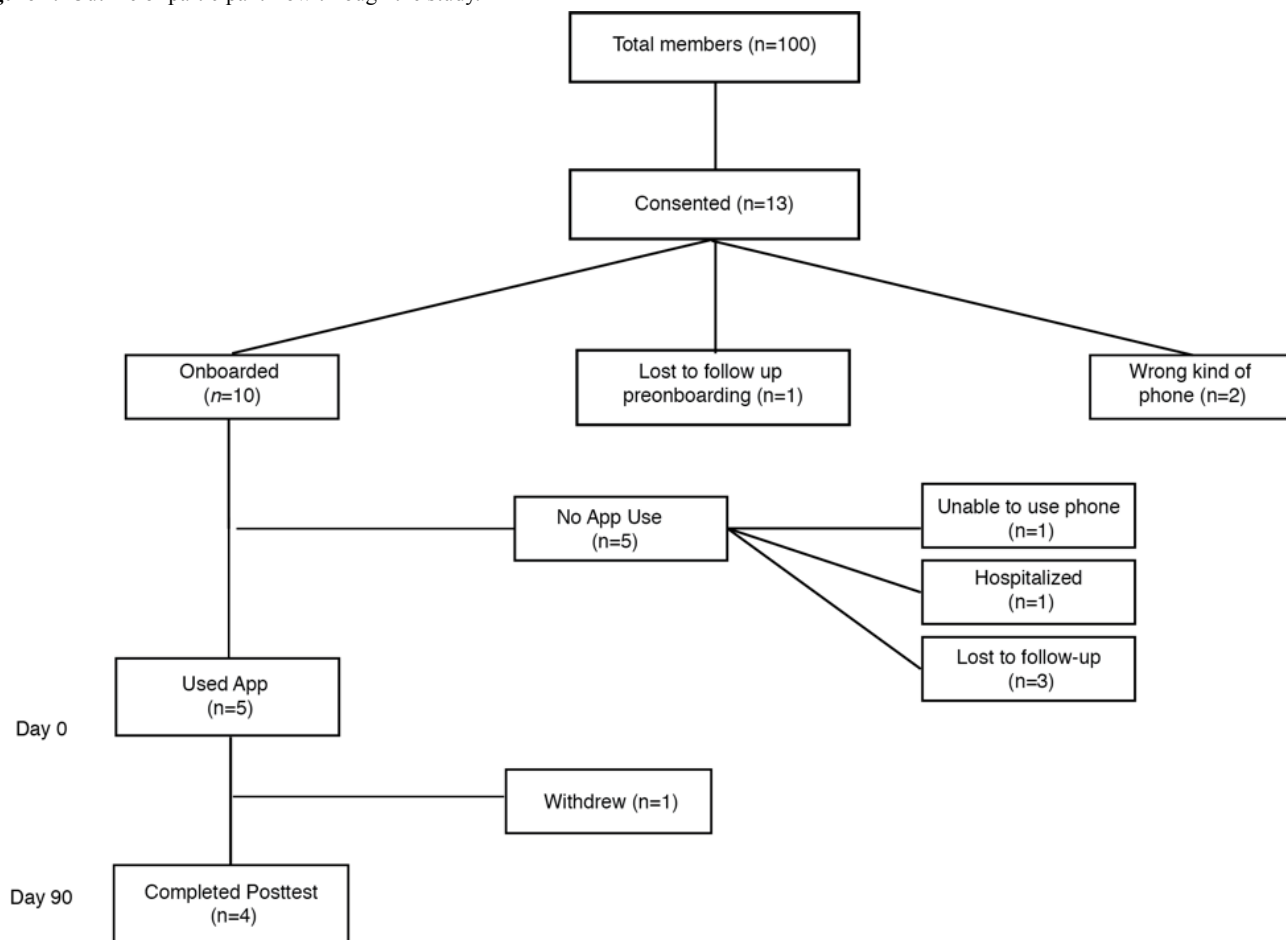 Total members (n=100)
Consented (n=13)
Onboarded
(n=10)
Lost to follow up
preonboarding (n=1)
Wrong kind of
phone (n=2)
No App Use
(n=5)
Unable to use phone
(n=1)
Hospitalized
(n=1)
Lost to follow-up
(n=3)
Used App
(n=5)
Day 0
Withdrew (n=1)
Day 90
Completed Posttest
(n=4)